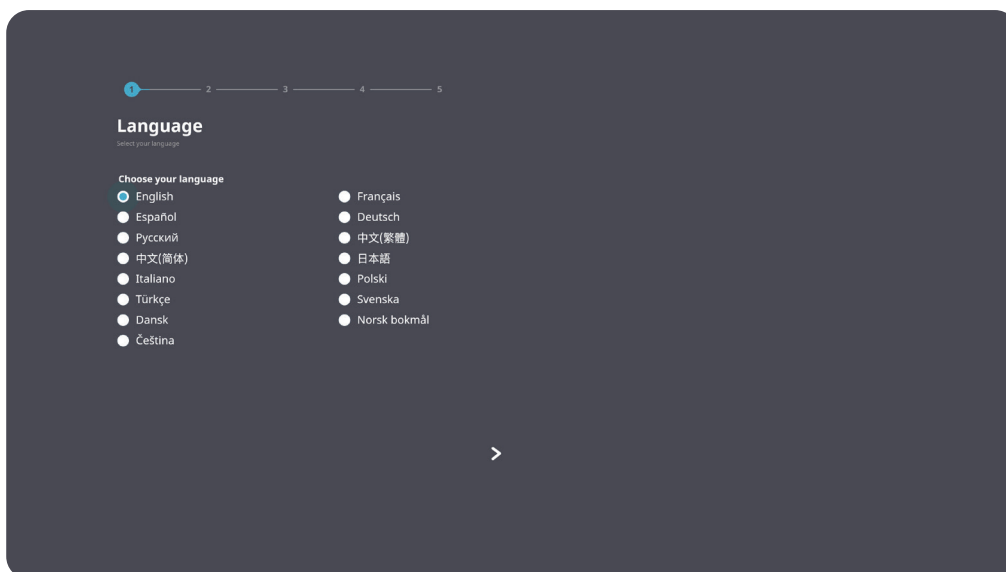 1 2 3 4 5
Language
Select your language
Choose your language
English
Français
Español
Deutsch
Русский
中文(繁體)
中文(简体)
日本語
Italiano
Polski
Türkçe
Svenska
Dansk
Norsk bokmål
Čeština